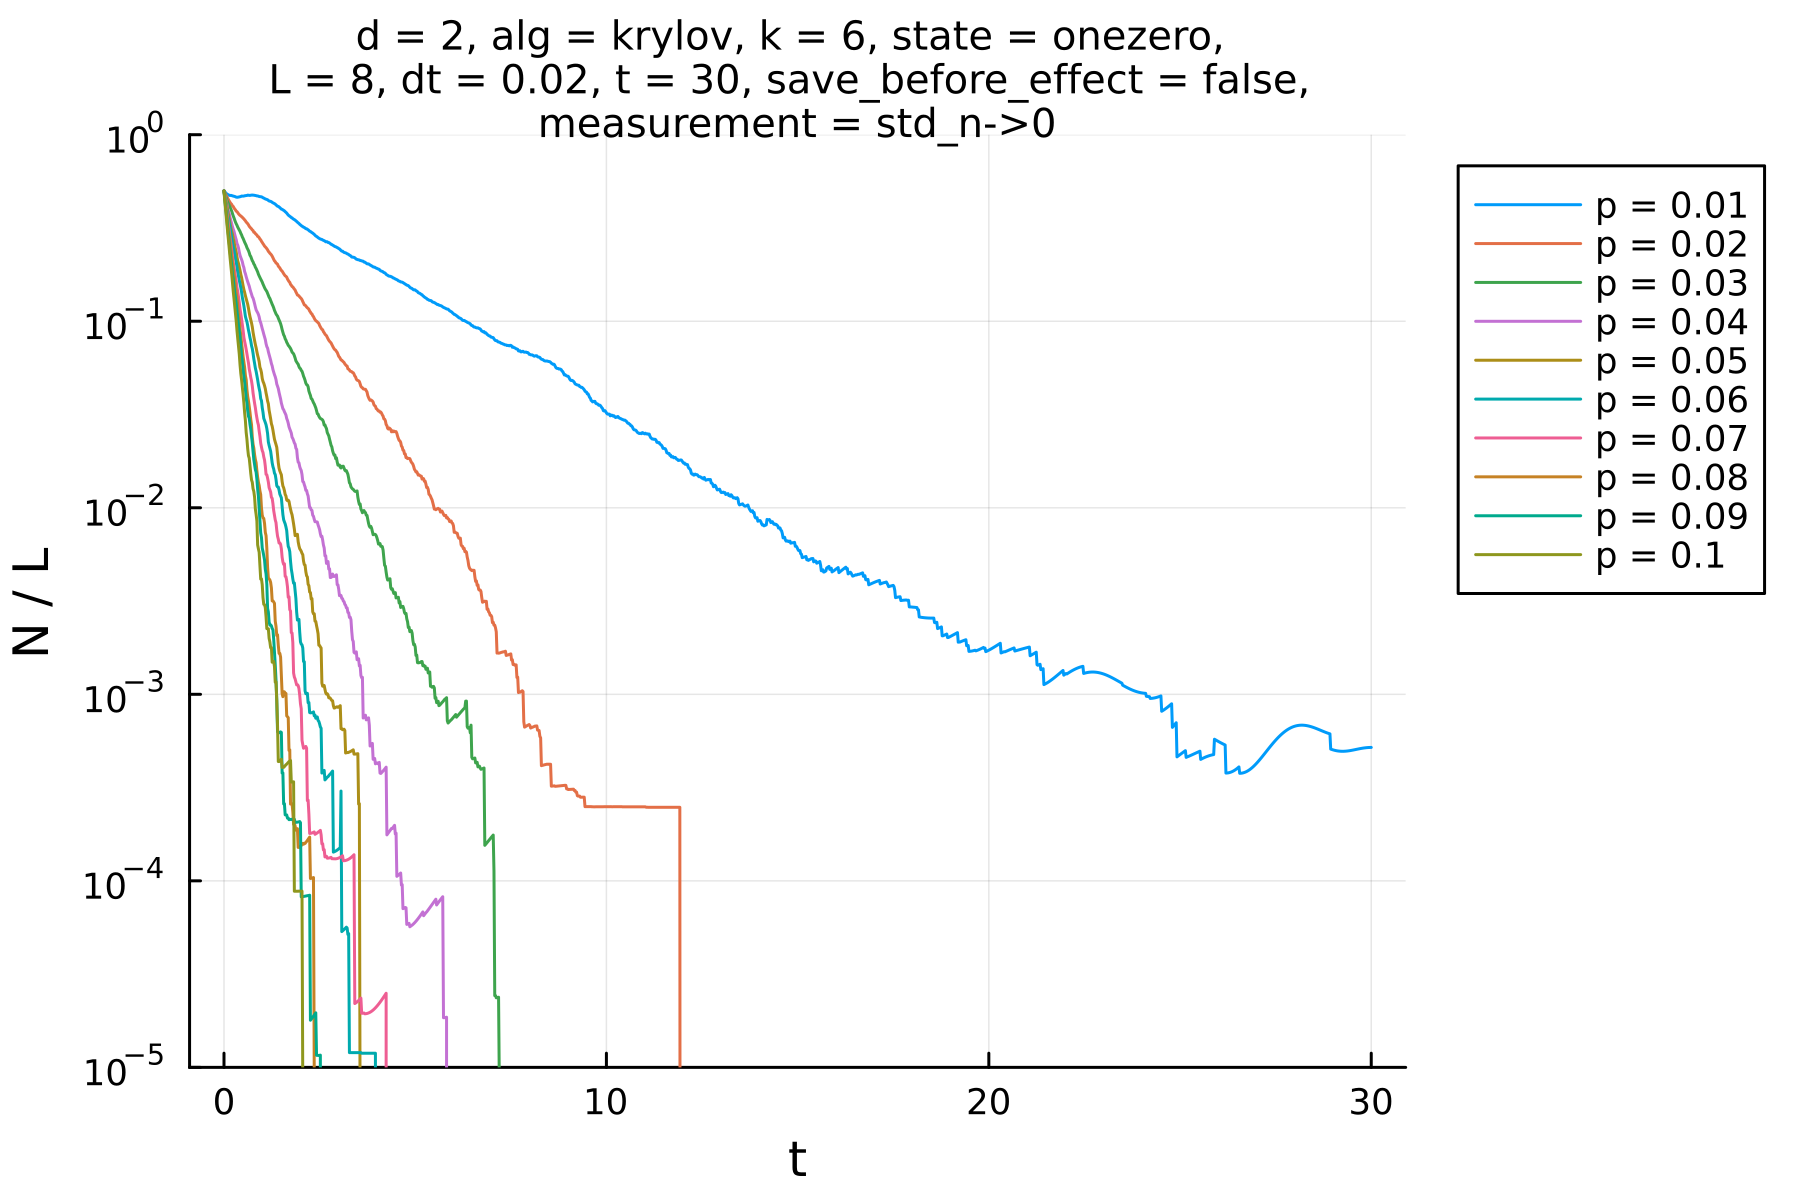 d = 2, alg = krylov, k = 6, state = onezero,
L = 8, dt = 0.02, t = 30, save_before_effect = false,
measurement = std_n->0
10⁰
10⁻¹
10⁻²
10⁻³
10⁻⁴
10⁻⁵
N / L
0
10
20
30
t
p = 0.01
p = 0.02
p = 0.03
p = 0.04
p = 0.05
p = 0.06
p = 0.07
p = 0.08
p = 0.09
p = 0.1